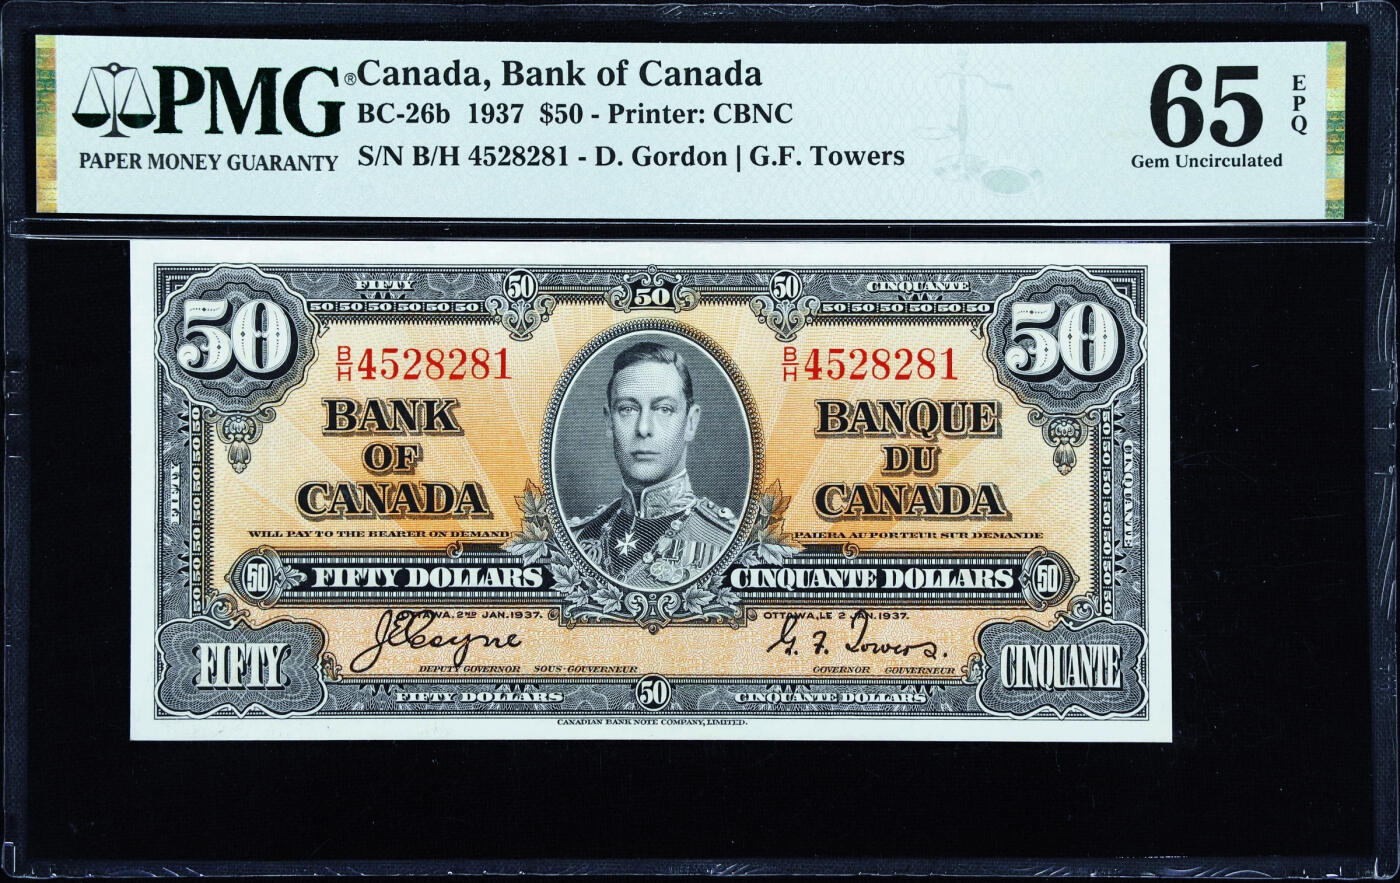 PMG®
PAPER MONEY GUARANTY
Canada, Bank of Canada
BC-26b 1937 $50 - Printer: CBNC
S/N B/H 4528281 - D. Gordon | G.F. Towers
65
EPQ
Gem Uncirculated
50 FIFTY 50 50 50 CINQUANTE 50
50 50 50 50 50 50 50 50 50 50 50 50
B/H 4528281 B/H 4528281
BANK BANQUE
OF DU
CANADA CANADA
FIFTY CINQUANTE
WILL PAY TO THE BEARER ON DEMAND PAIERA AU PORTEUR SUR DEMANDE
50 FIFTY DOLLARS CINQUANTE DOLLARS 50
OTTAWA, 2ND JAN. 1937. OTTAWA, LE 2 JAN. 1937.
J E Coyne G. F. Towers.
DEPUTY GOVERNOR SOUS-GOUVERNEUR GOVERNOR GOUVERNEUR
FIFTY CINQUANTE
FIFTY DOLLARS 50 CINQUANTE DOLLARS
CANADIAN BANK NOTE COMPANY, LIMITED.